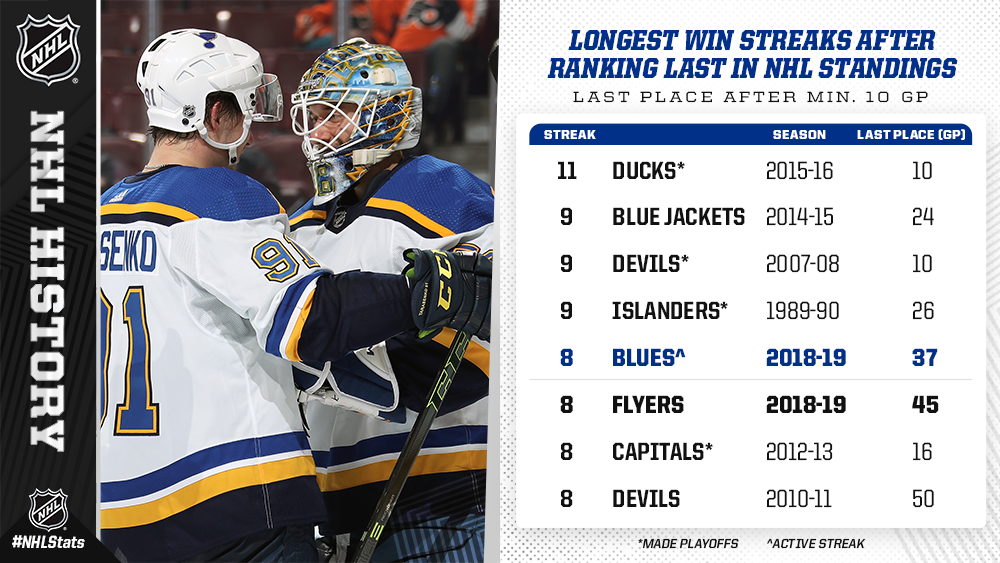 NHL
NHL HISTORY
NHL
#NHLStats
91
SENKO
91
91
CCM
LONGEST WIN STREAKS AFTER
RANKING LAST IN NHL STANDINGS
LAST PLACE AFTER MIN. 10 GP
STREAK SEASON LAST PLACE (GP)
11 DUCKS* 2015-16 10
9 BLUE JACKETS 2014-15 24
9 DEVILS* 2007-08 10
9 ISLANDERS* 1989-90 26
8 BLUES^ 2018-19 37
8 FLYERS 2018-19 45
8 CAPITALS* 2012-13 16
8 DEVILS 2010-11 50
*MADE PLAYOFFS ^ACTIVE STREAK